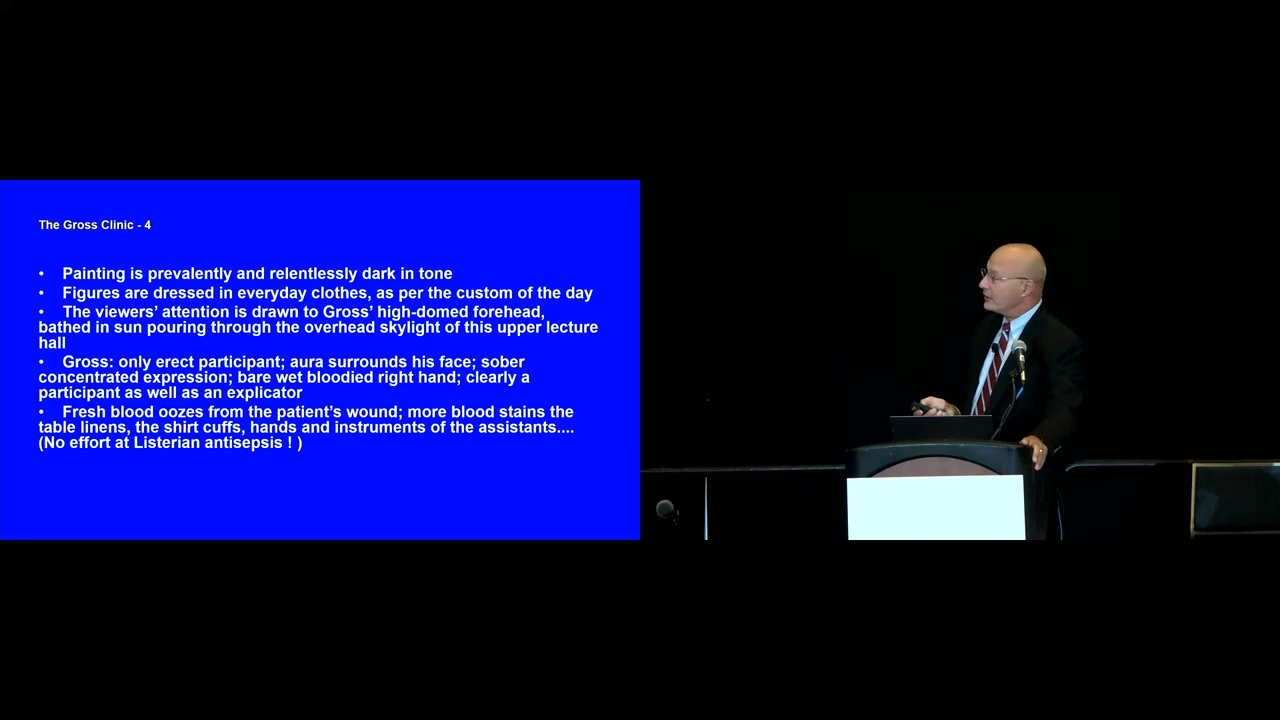 The Gross Clinic - 4
• Painting is prevalently and relentlessly dark in tone
• Figures are dressed in everyday clothes, as per the custom of the day
• The viewers’ attention is drawn to Gross’ high-domed forehead,
bathed in sun pouring through the overhead skylight of this upper lecture
hall
• Gross: only erect participant; aura surrounds his face; sober
concentrated expression; bare wet bloodied right hand; clearly a
participant as well as an explicator
• Fresh blood oozes from the patient’s wound; more blood stains the
table linens, the shirt cuffs, hands and instruments of the assistants....
(No effort at Listerian antisepsis ! )